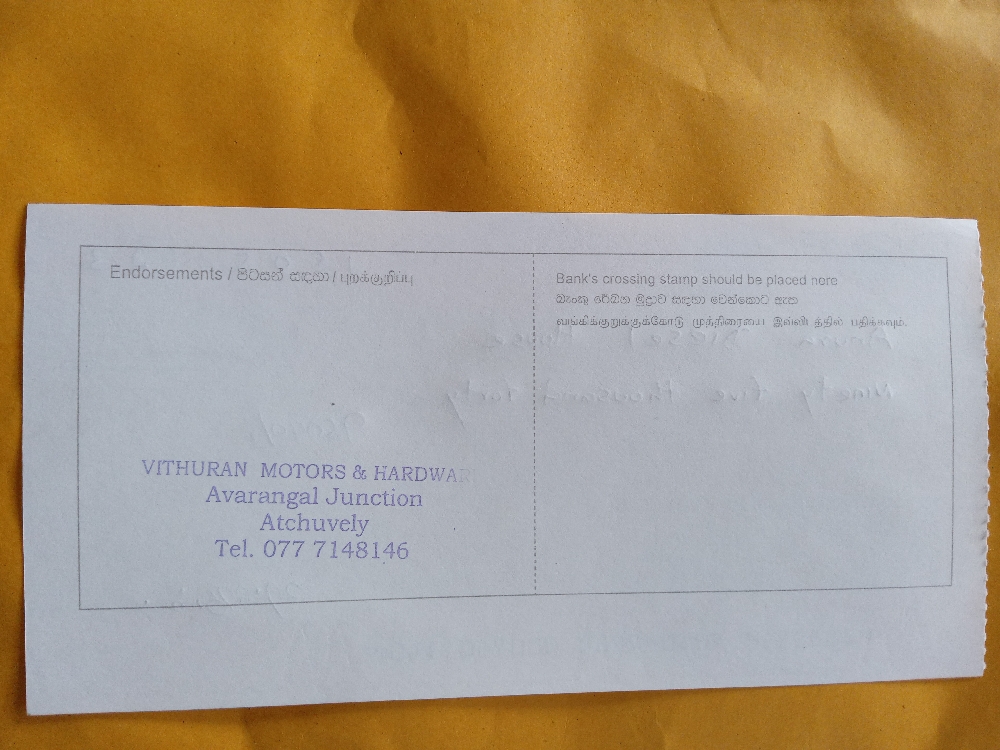 Endorsements / පිටසන් සඳහා / புறக்குறிப்பு
Bank's crossing stamp should be placed here
බැංකු රේඛන මුද්‍රාව සඳහා වෙන්කොට ඇත
வங்கிக்குறுக்குக்கோடு முத்திரையை இவ்விடத்தில் பதிக்கவும்.
VITHURAN MOTORS & HARDWAR
Avarangal Junction
Atchuvely
Tel. 077 7148146